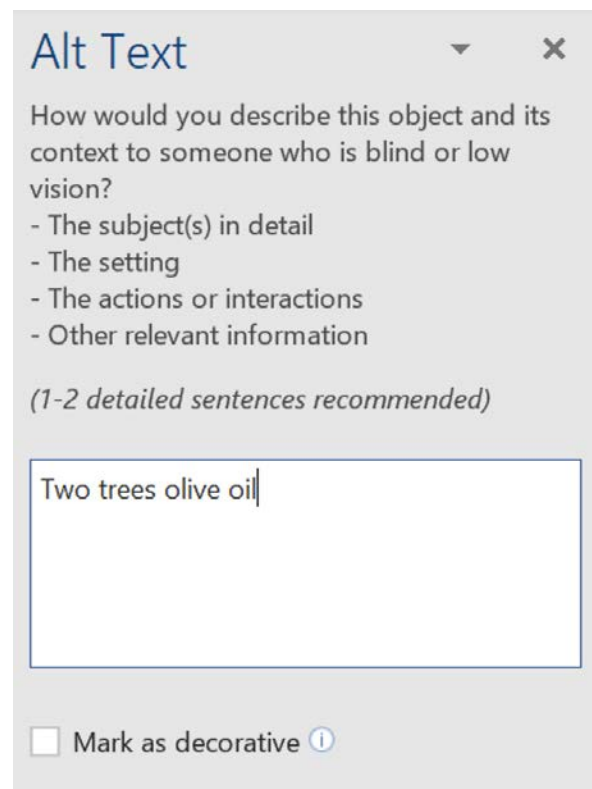 Alt Text
How would you describe this object and its
context to someone who is blind or low
vision?
- The subject(s) in detail
- The setting
- The actions or interactions
- Other relevant information
(1-2 detailed sentences recommended)
Two trees olive oil
Mark as decorative